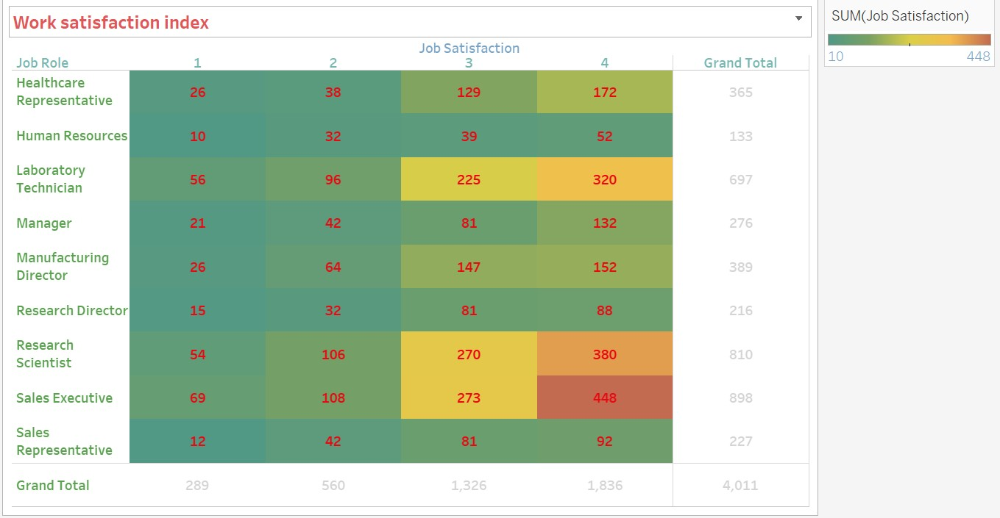 Work satisfaction index
SUM(Job Satisfaction)
10 448
Job Satisfaction
Job Role 1 2 3 4 Grand Total
Healthcare
Representative 26 38 129 172 365
Human Resources 10 32 39 52 133
Laboratory
Technician 56 96 225 320 697
Manager 21 42 81 132 276
Manufacturing
Director 26 64 147 152 389
Research Director 15 32 81 88 216
Research
Scientist 54 106 270 380 810
Sales Executive 69 108 273 448 898
Sales
Representative 12 42 81 92 227
Grand Total 289 560 1,326 1,836 4,011